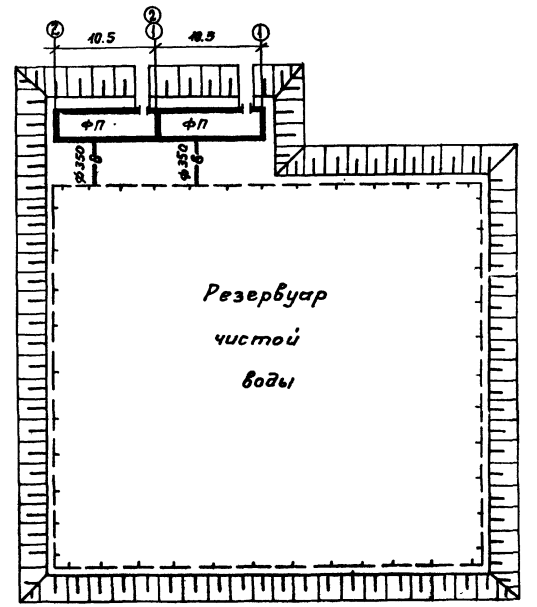 2 2 1
1
10.5 10.5
ФП ФП
ф350 ф350
в в
Резервуар
чистой
воды